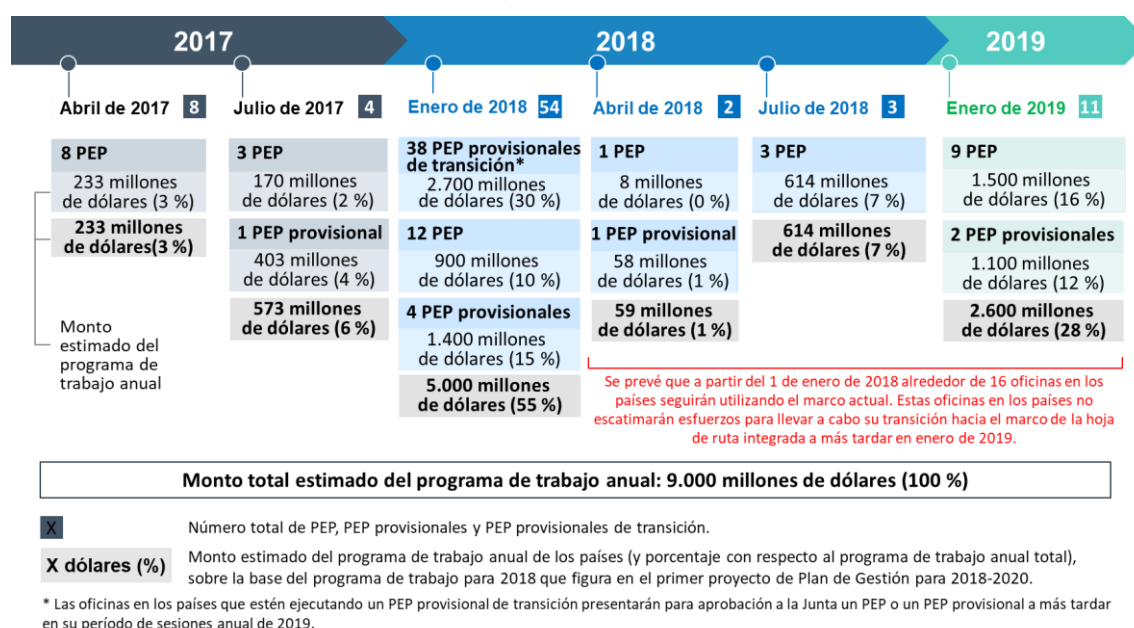 2017
2018
2019
Abril de 2017 8
Julio de 2017 4
Enero de 2018 54
Abril de 2018 2
Julio de 2018 3
Enero de 2019 11
8 PEP
233 millones
de dólares (3 %)
233 millones
de dólares(3 %)
3 PEP
170 millones
de dólares (2 %)
1 PEP provisional
403 millones
de dólares (4 %)
573 millones
de dólares (6 %)
38 PEP provisionales
de transición*
2.700 millones
de dólares (30 %)
12 PEP
900 millones
de dólares (10 %)
4 PEP provisionales
1.400 millones
de dólares (15 %)
5.000 millones
de dólares (55 %)
1 PEP
8 millones
de dólares (0 %)
1 PEP provisional
58 millones
de dólares (1 %)
59 millones
de dólares (1 %)
3 PEP
614 millones
de dólares (7 %)
614 millones
de dólares (7 %)
9 PEP
1.500 millones
de dólares (16 %)
2 PEP provisionales
1.100 millones
de dólares (12 %)
2.600 millones
de dólares (28 %)
Monto
estimado del
programa de
trabajo anual
Se prevé que a partir del 1 de enero de 2018 alrededor de 16 oficinas en los
países seguirán utilizando el marco actual. Estas oficinas en los países no
escatimarán esfuerzos para llevar a cabo su transición hacia el marco de la hoja
de ruta integrada a más tardar en enero de 2019.
Monto total estimado del programa de trabajo anual: 9.000 millones de dólares (100 %)
X Número total de PEP, PEP provisionales y PEP provisionales de transición.
X dólares (%)
Monto estimado del programa de trabajo anual de los países (y porcentaje con respecto al programa de trabajo anual total),
sobre la base del programa de trabajo para 2018 que figura en el primer proyecto de Plan de Gestión para 2018-2020.
* Las oficinas en los países que estén ejecutando un PEP provisional de transición presentarán para aprobación a la Junta un PEP o un PEP provisional a más tardar
en su período de sesiones anual de 2019.